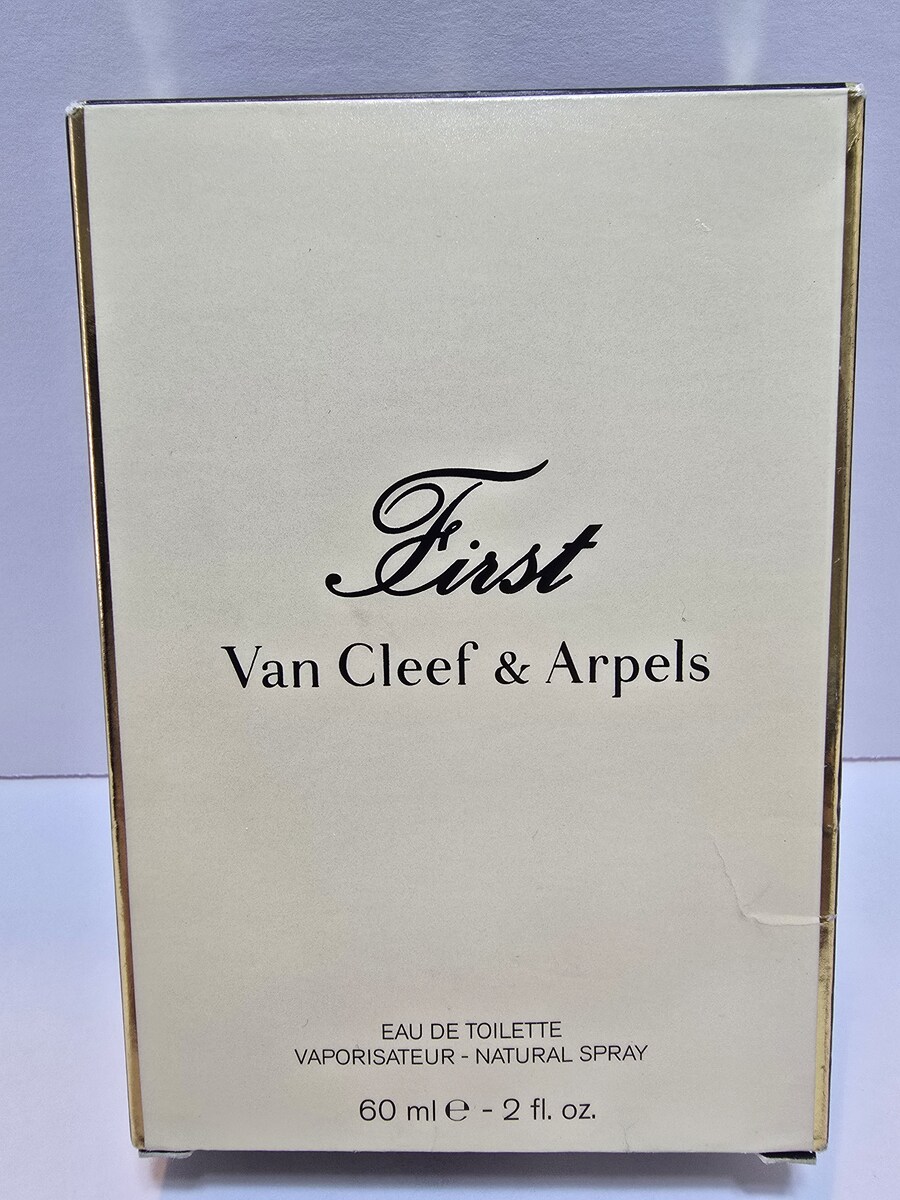 First
Van Cleef & Arpels
EAU DE TOILETTE
VAPORISATEUR - NATURAL SPRAY
60 ml ℮ - 2 fl. oz.